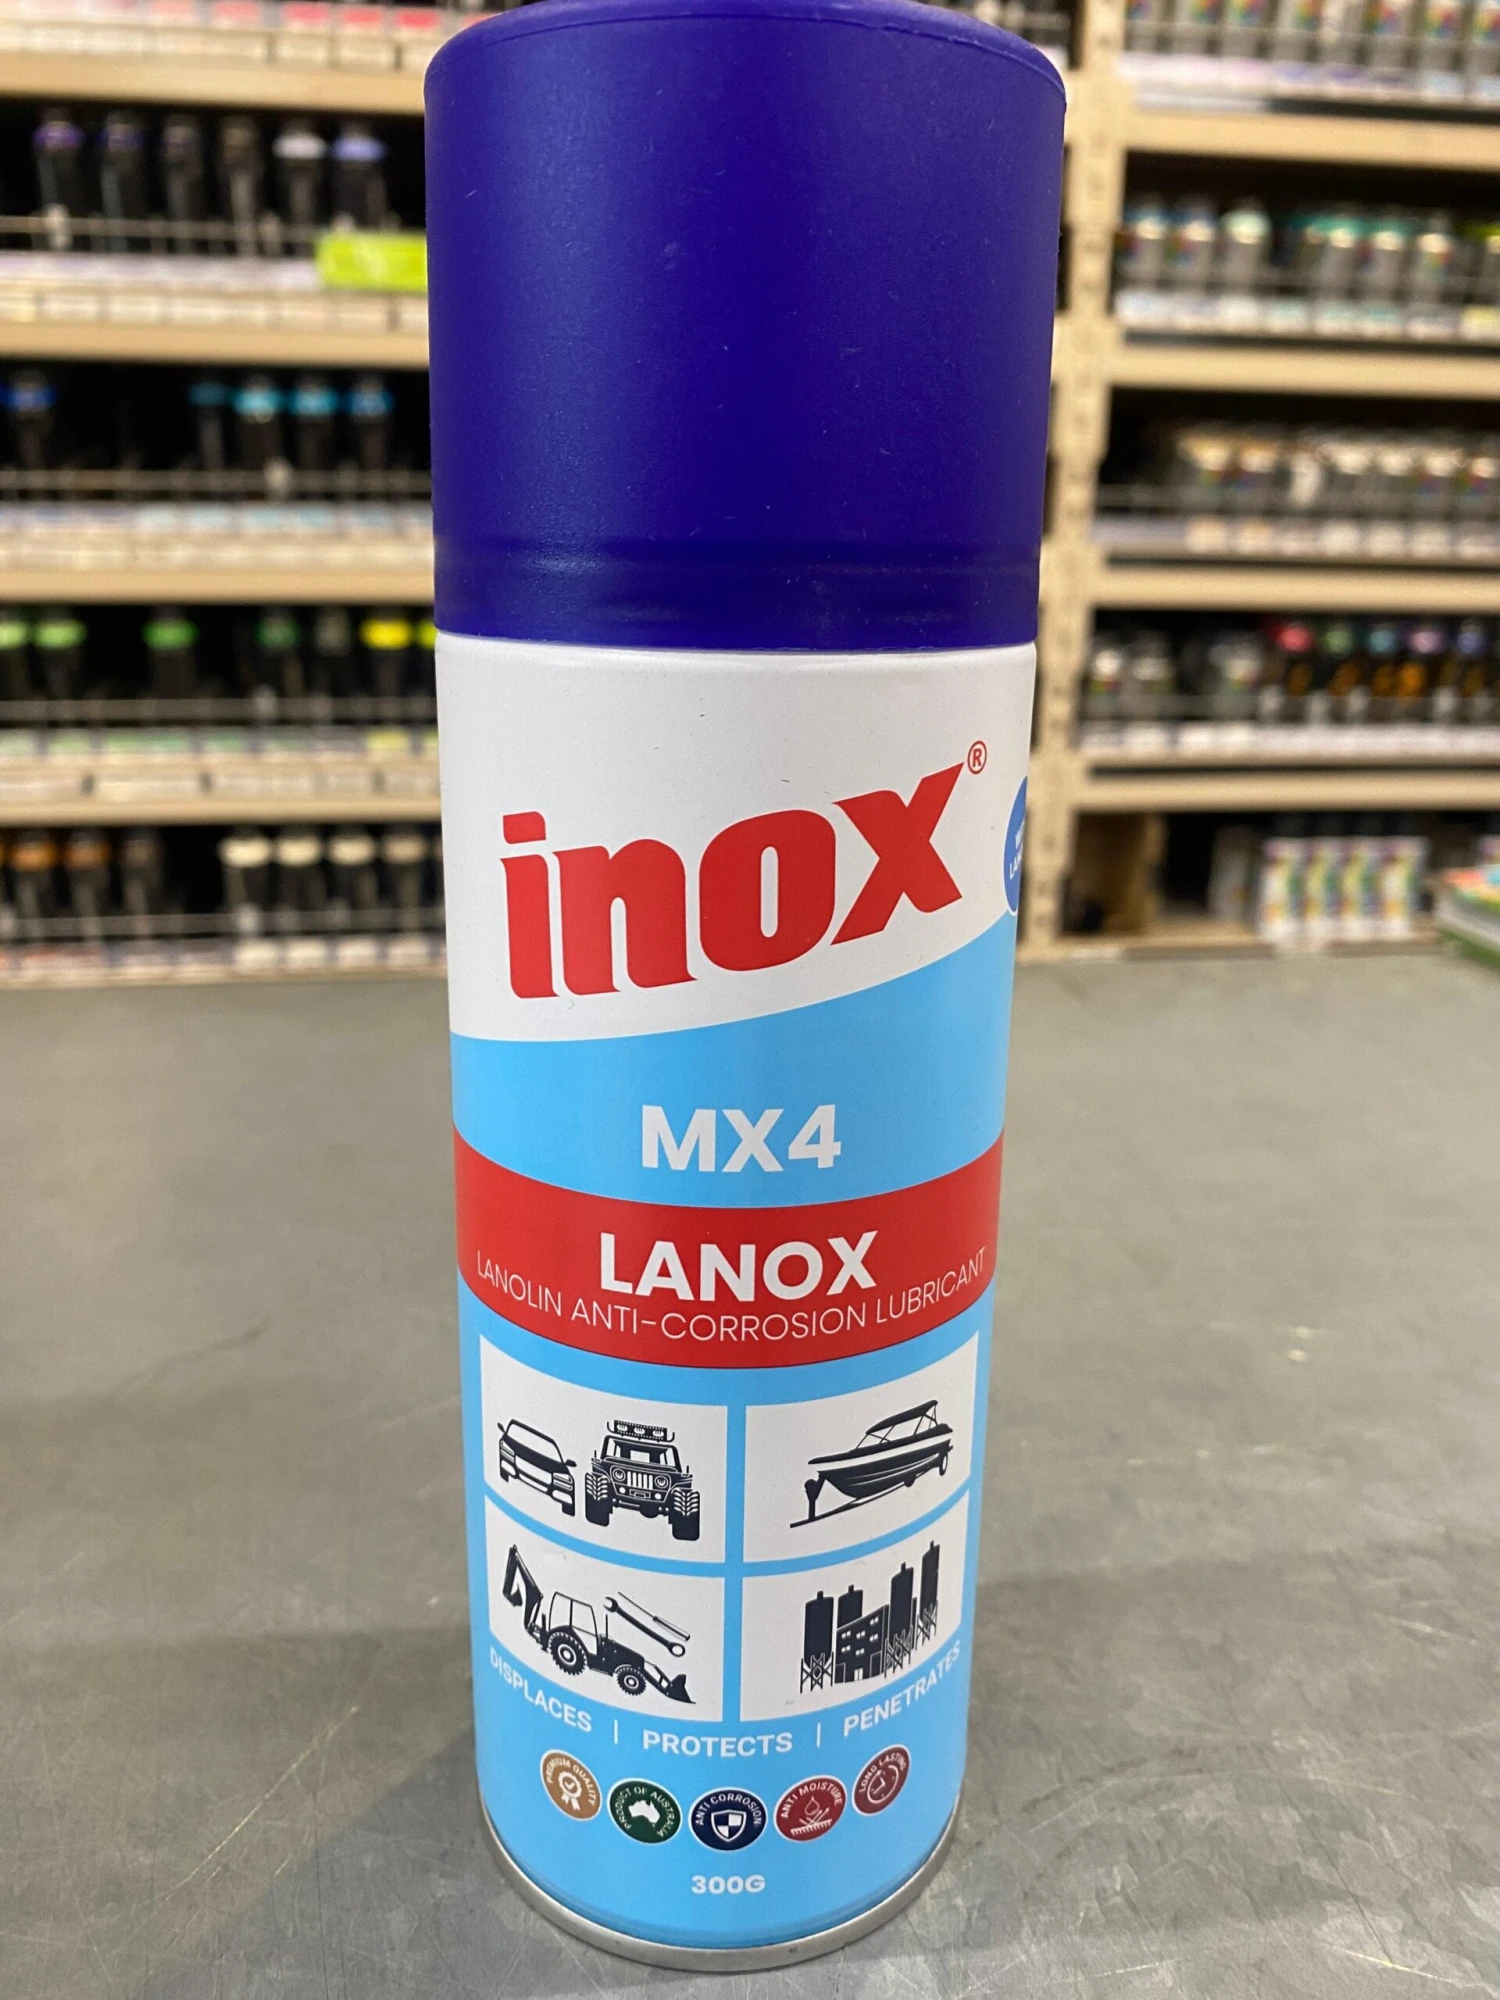 inox®
MX4
LANOX
LANOLIN ANTI-CORROSION LUBRICANT
DISPLACES | PROTECTS | PENETRATES
PREMIUM QUALITY
PRODUCT OF AUSTRALIA
ANTI CORROSION
ANTI MOISTURE
LONG LASTING
300G